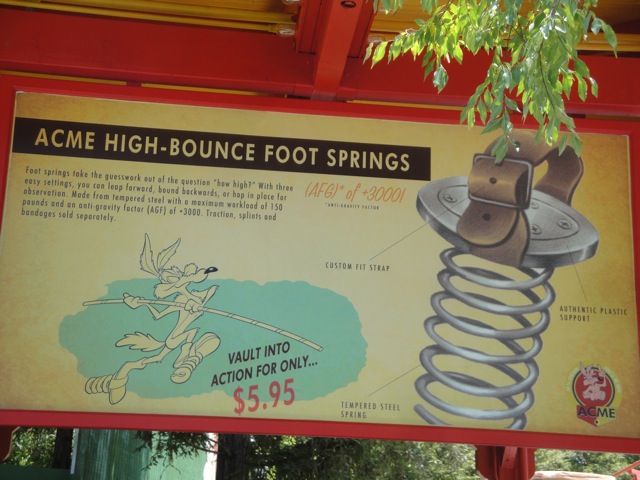 ACME HIGH-BOUNCE FOOT SPRINGS
Foot springs take the guesswork out of the question "how high?" With three
easy settings, you can leap forward, bound backwards, or hop in place for
observation. Made from tempered steel with a maximum workload of 150
pounds and an anti-gravity factor (AGF) of +3000. Traction, splints and
bandages sold separately.
(AFG)* of +3000!
*ANTI-GRAVITY FACTOR
CUSTOM FIT STRAP
AUTHENTIC PLASTIC
SUPPORT
VAULT INTO
ACTION FOR ONLY...
$5.95
TEMPERED STEEL
SPRING
ACME